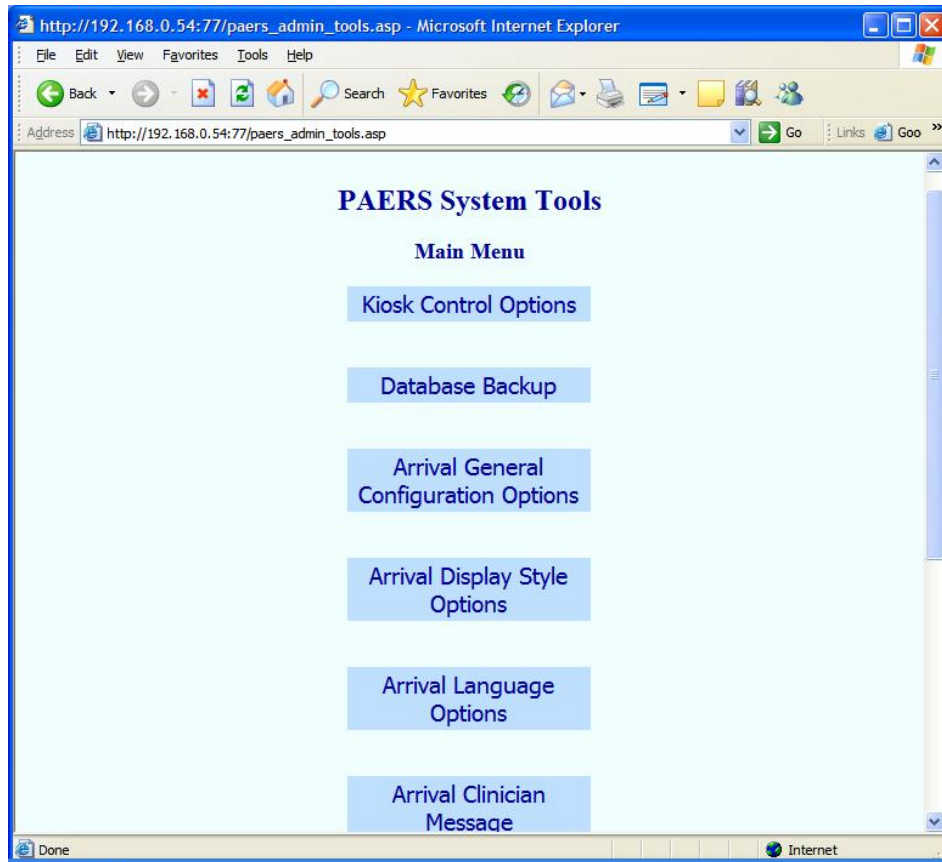 http://192.168.0.54:77/paers_admin_tools.asp - Microsoft Internet Explorer
File Edit View Favorites Tools Help
Back Search Favorites
Address http://192.168.0.54:77/paers_admin_tools.asp Go Links Goo »
PAERS System Tools
Main Menu
Kiosk Control Options
Database Backup
Arrival General
Configuration Options
Arrival Display Style
Options
Arrival Language
Options
Arrival Clinician
Message
Done Internet